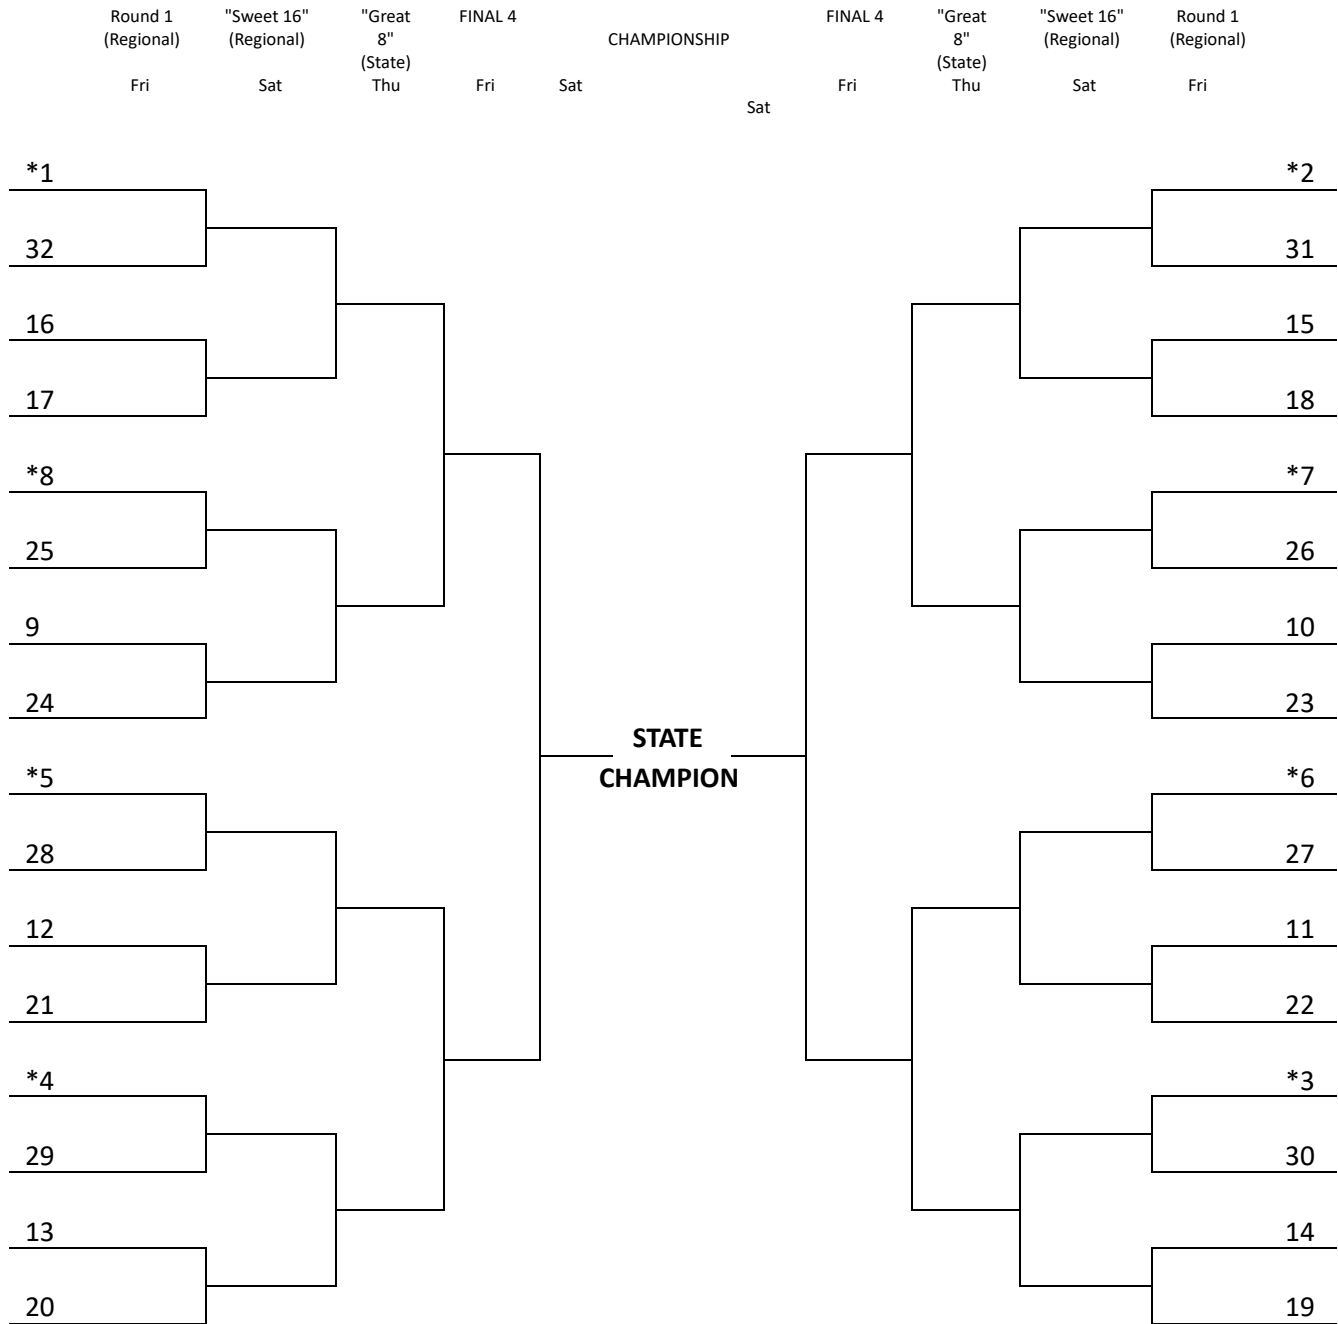 Round 1 "Sweet 16" "Great FINAL 4 FINAL 4 "Great "Sweet 16" Round 1
(Regional) (Regional) 8" CHAMPIONSHIP 8" (Regional) (Regional)
(State) (State)
Fri Sat Thu Fri Sat Fri Thu Sat Fri
Sat
*1 *2
32 31
16 15
17 18
*8 *7
25 26
9 10
24 23
STATE
*5 CHAMPION *6
28 27
12 11
21 22
*4 *3
29 30
13 14
20 19